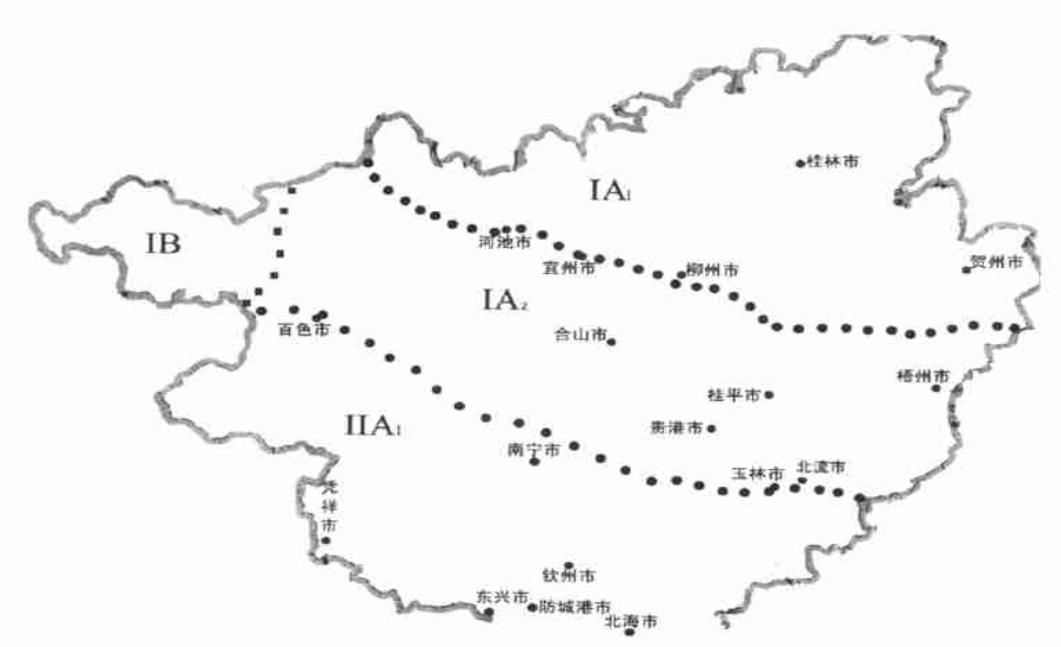 桂林市
IA₁
IB
河池市
宜州市
柳州市
贺州市
IA₂
百色市
合山市
梧州市
桂平市
IIA₁
贵港市
南宁市
玉林市
北流市
凭祥市
钦州市
东兴市
防城港市
北海市